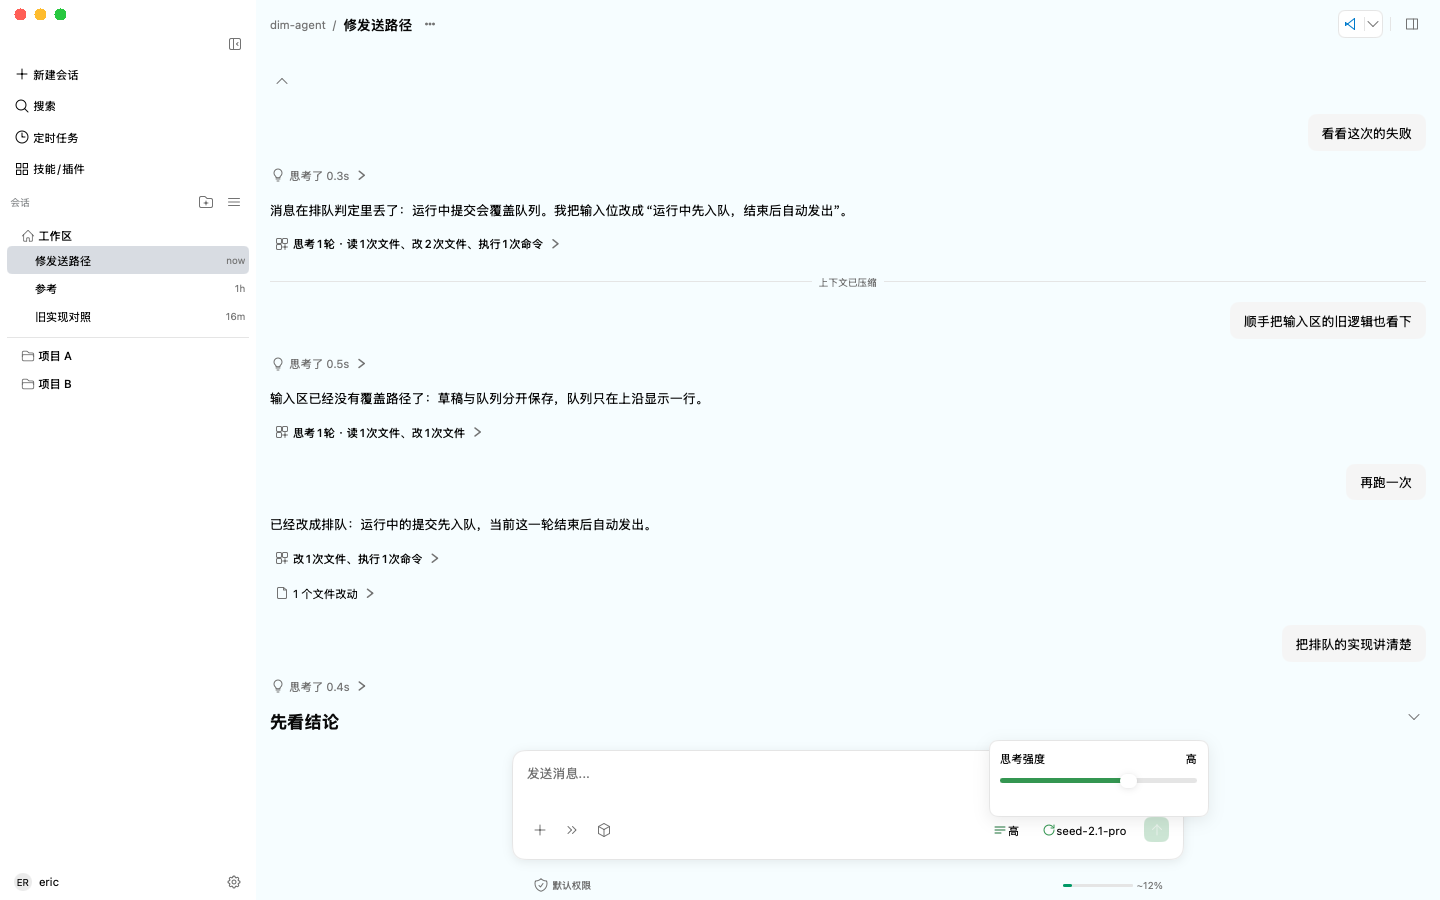 dim-agent / 修发送路径 ···
新建会话
搜索
定时任务
技能/插件
会话
工作区
修发送路径 now
参考 1h
旧实现对照 16m
项目 A
项目 B
ER eric
看看这次的失败
思考了 0.3s
消息在排队判定里丢了：运行中提交会覆盖队列。我把输入位改成“运行中先入队，结束后自动发出”。
思考1轮 · 读1次文件、改2次文件、执行1次命令
上下文已压缩
顺手把输入区的旧逻辑也看下
思考了 0.5s
输入区已经没有覆盖路径了：草稿与队列分开保存，队列只在上沿显示一行。
思考1轮 · 读1次文件、改1次文件
再跑一次
已经改成排队：运行中的提交先入队，当前这一轮结束后自动发出。
改1次文件、执行1次命令
1 个文件改动
把排队的实现讲清楚
思考了 0.4s
先看结论
思考强度 高
发送消息...
高 seed-2.1-pro
默认权限 ~12%